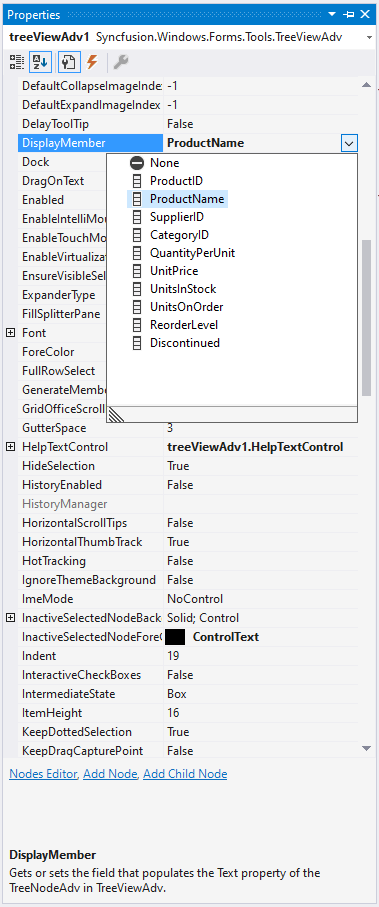 Properties
treeViewAdv1 Syncfusion.Windows.Forms.Tools.TreeViewAdv
DefaultCollapseImageIndex -1
DefaultExpandImageIndex -1
DelayToolTip False
DisplayMember ProductName
Dock
None
DragOnText
ProductID
Enabled
ProductName
EnableIntelliMou
SupplierID
EnableTouchMo
CategoryID
EnableVirtualizat
QuantityPerUnit
EnsureVisibleSel
UnitPrice
ExpanderType
UnitsInStock
FillSplitterPane
UnitsOnOrder
Font
ReorderLevel
ForeColor
Discontinued
FullRowSelect
GenerateMembe
GridOfficeScroll
GutterSpace 3
HelpTextControl treeViewAdv1.HelpTextControl
HideSelection True
HistoryEnabled False
HistoryManager
HorizontalScrollTips False
HorizontalThumbTrack True
HotTracking False
IgnoreThemeBackground False
ImeMode NoControl
InactiveSelectedNodeBack Solid; Control
InactiveSelectedNodeForeC ControlText
Indent 19
InteractiveCheckBoxes False
IntermediateState Box
ItemHeight 16
KeepDottedSelection True
KeepDragCapturePoint False
Nodes Editor, Add Node, Add Child Node
DisplayMember
Gets or sets the field that populates the Text property of the
TreeNodeAdv in TreeViewAdv.